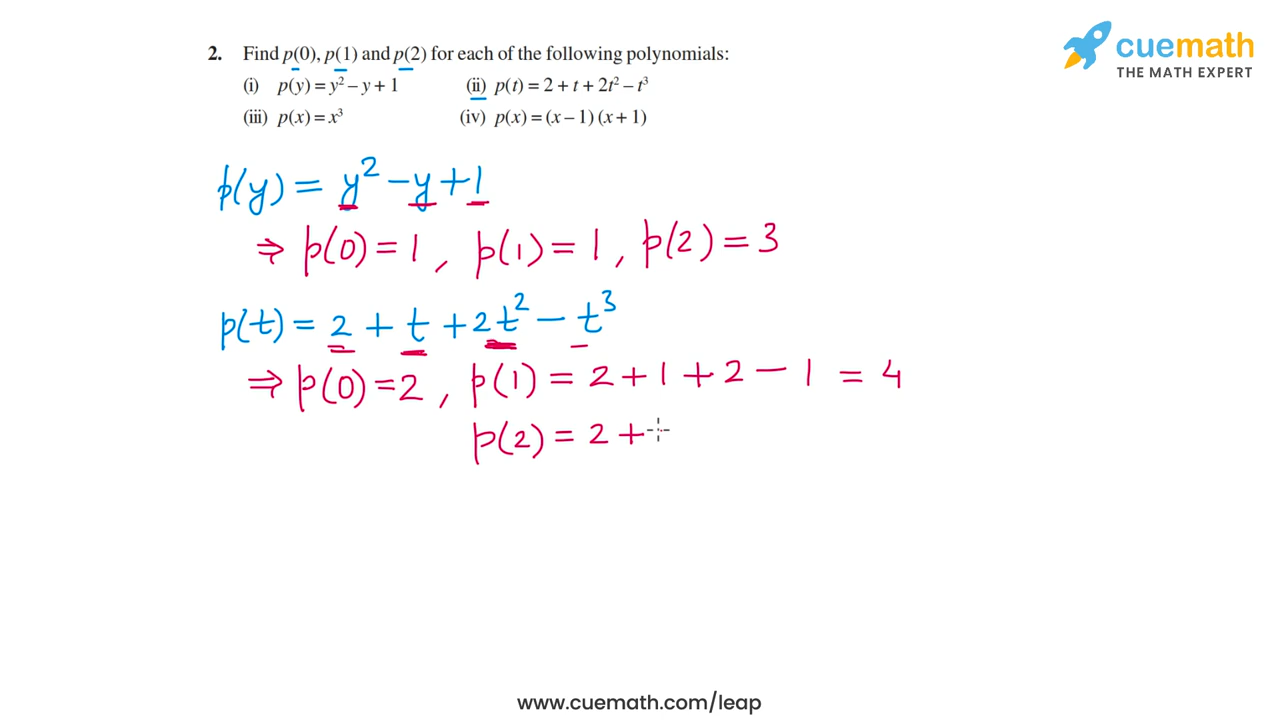 cuemath
THE MATH EXPERT
2. Find p(0), p(1) and p(2) for each of the following polynomials:
(i) p(y) = y² – y + 1 (ii) p(t) = 2 + t + 2t² – t³
(iii) p(x) = x³ (iv) p(x) = (x – 1) (x + 1)
p(y) = y² – y + 1
⇒ p(0) = 1 , p(1) = 1 , p(2) = 3
p(t) = 2 + t + 2t² – t³
⇒ p(0) = 2 , p(1) = 2 + 1 + 2 – 1 = 4
p(2) = 2 +
www.cuemath.com/leap